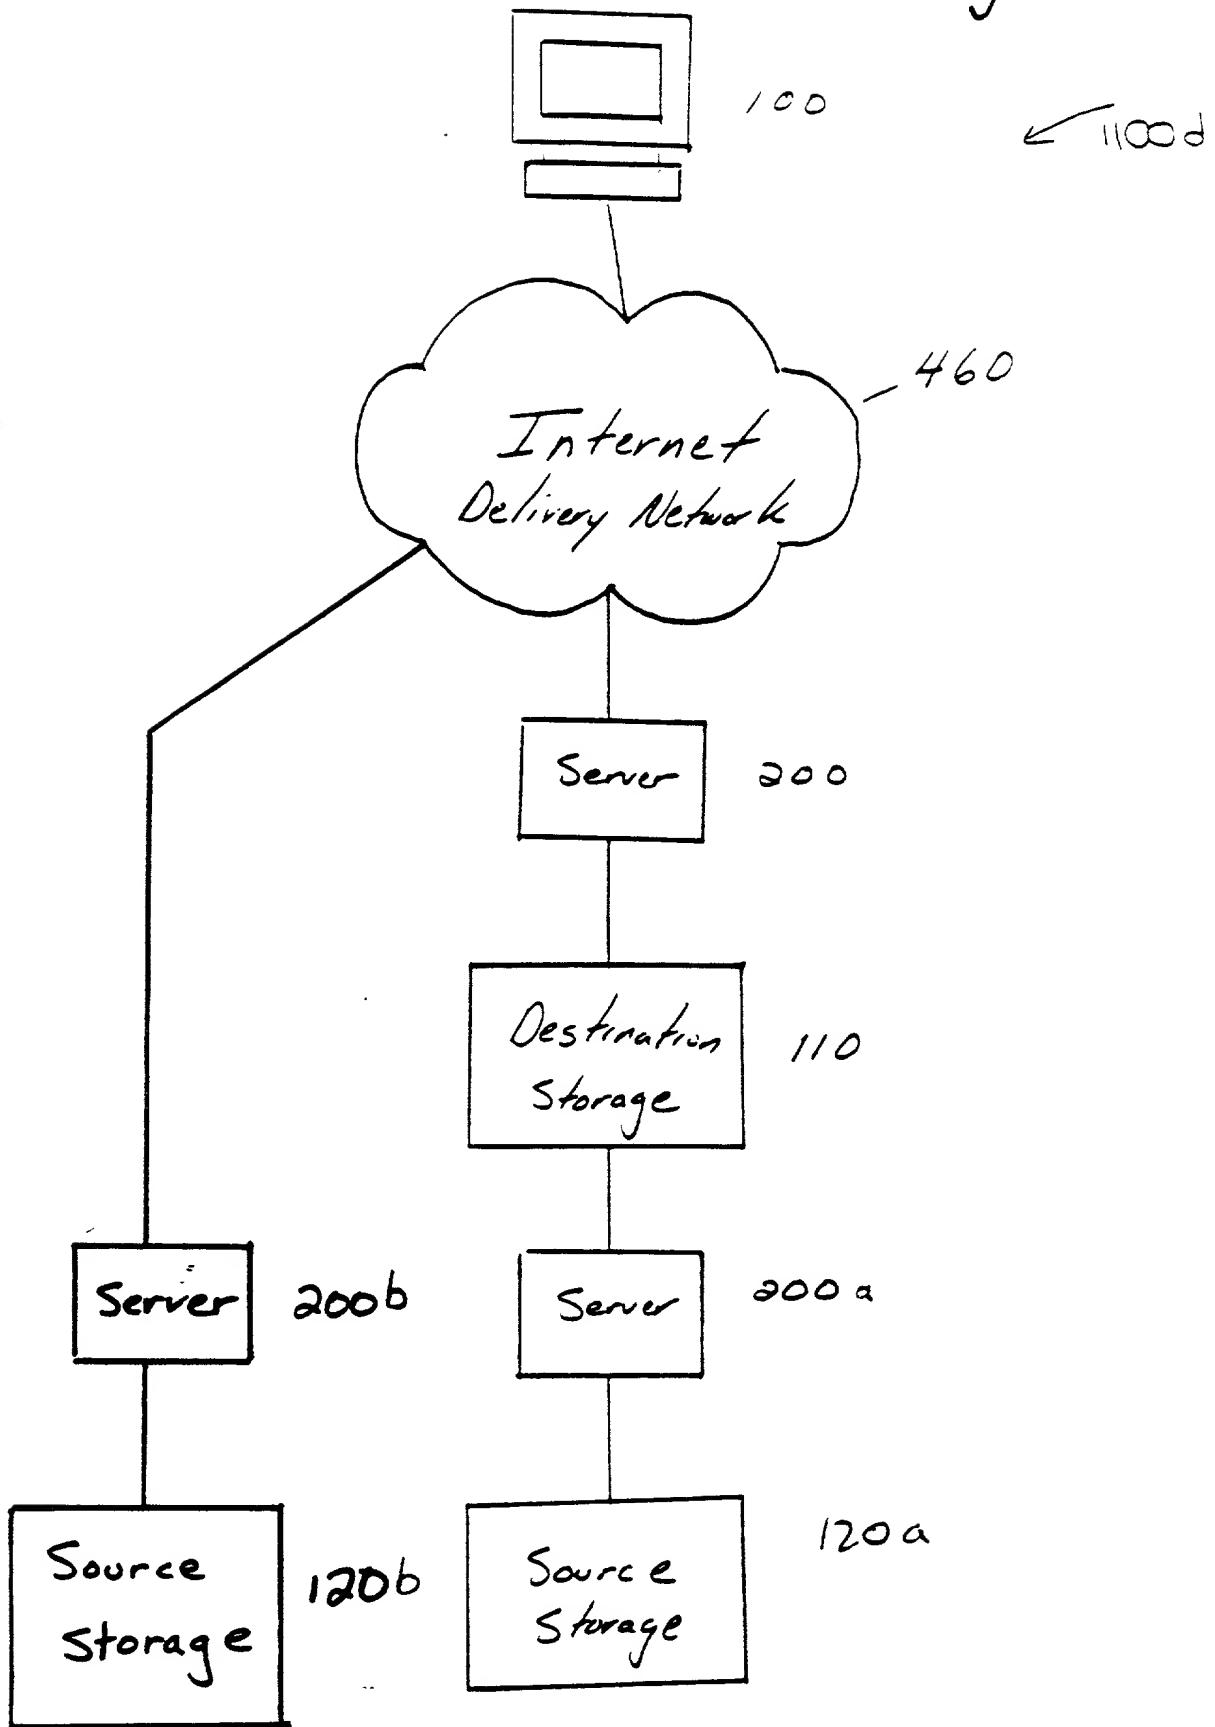 100
1100d
460
Internet
Delivery Network
Server 200
Destination
Storage
110
Server 200b
Server 200a
Source
Storage
120b
Source
Storage
120a